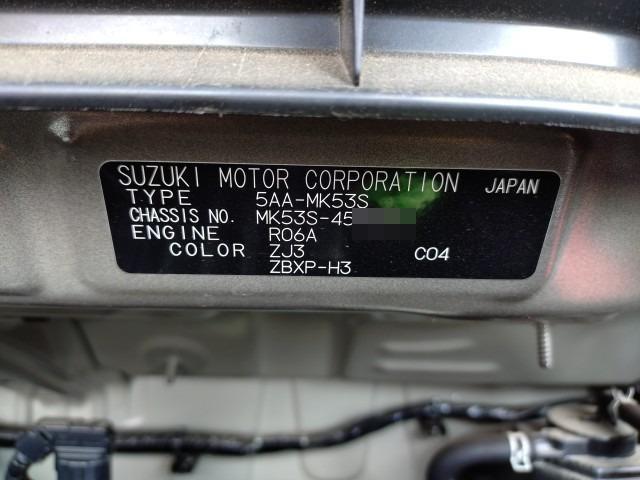 SUZUKI MOTOR CORPORATION JAPAN
TYPE 5AA-MK53S
CHASSIS NO. MK53S-45
ENGINE R06A
COLOR ZJ3 C04
ZBXP-H3